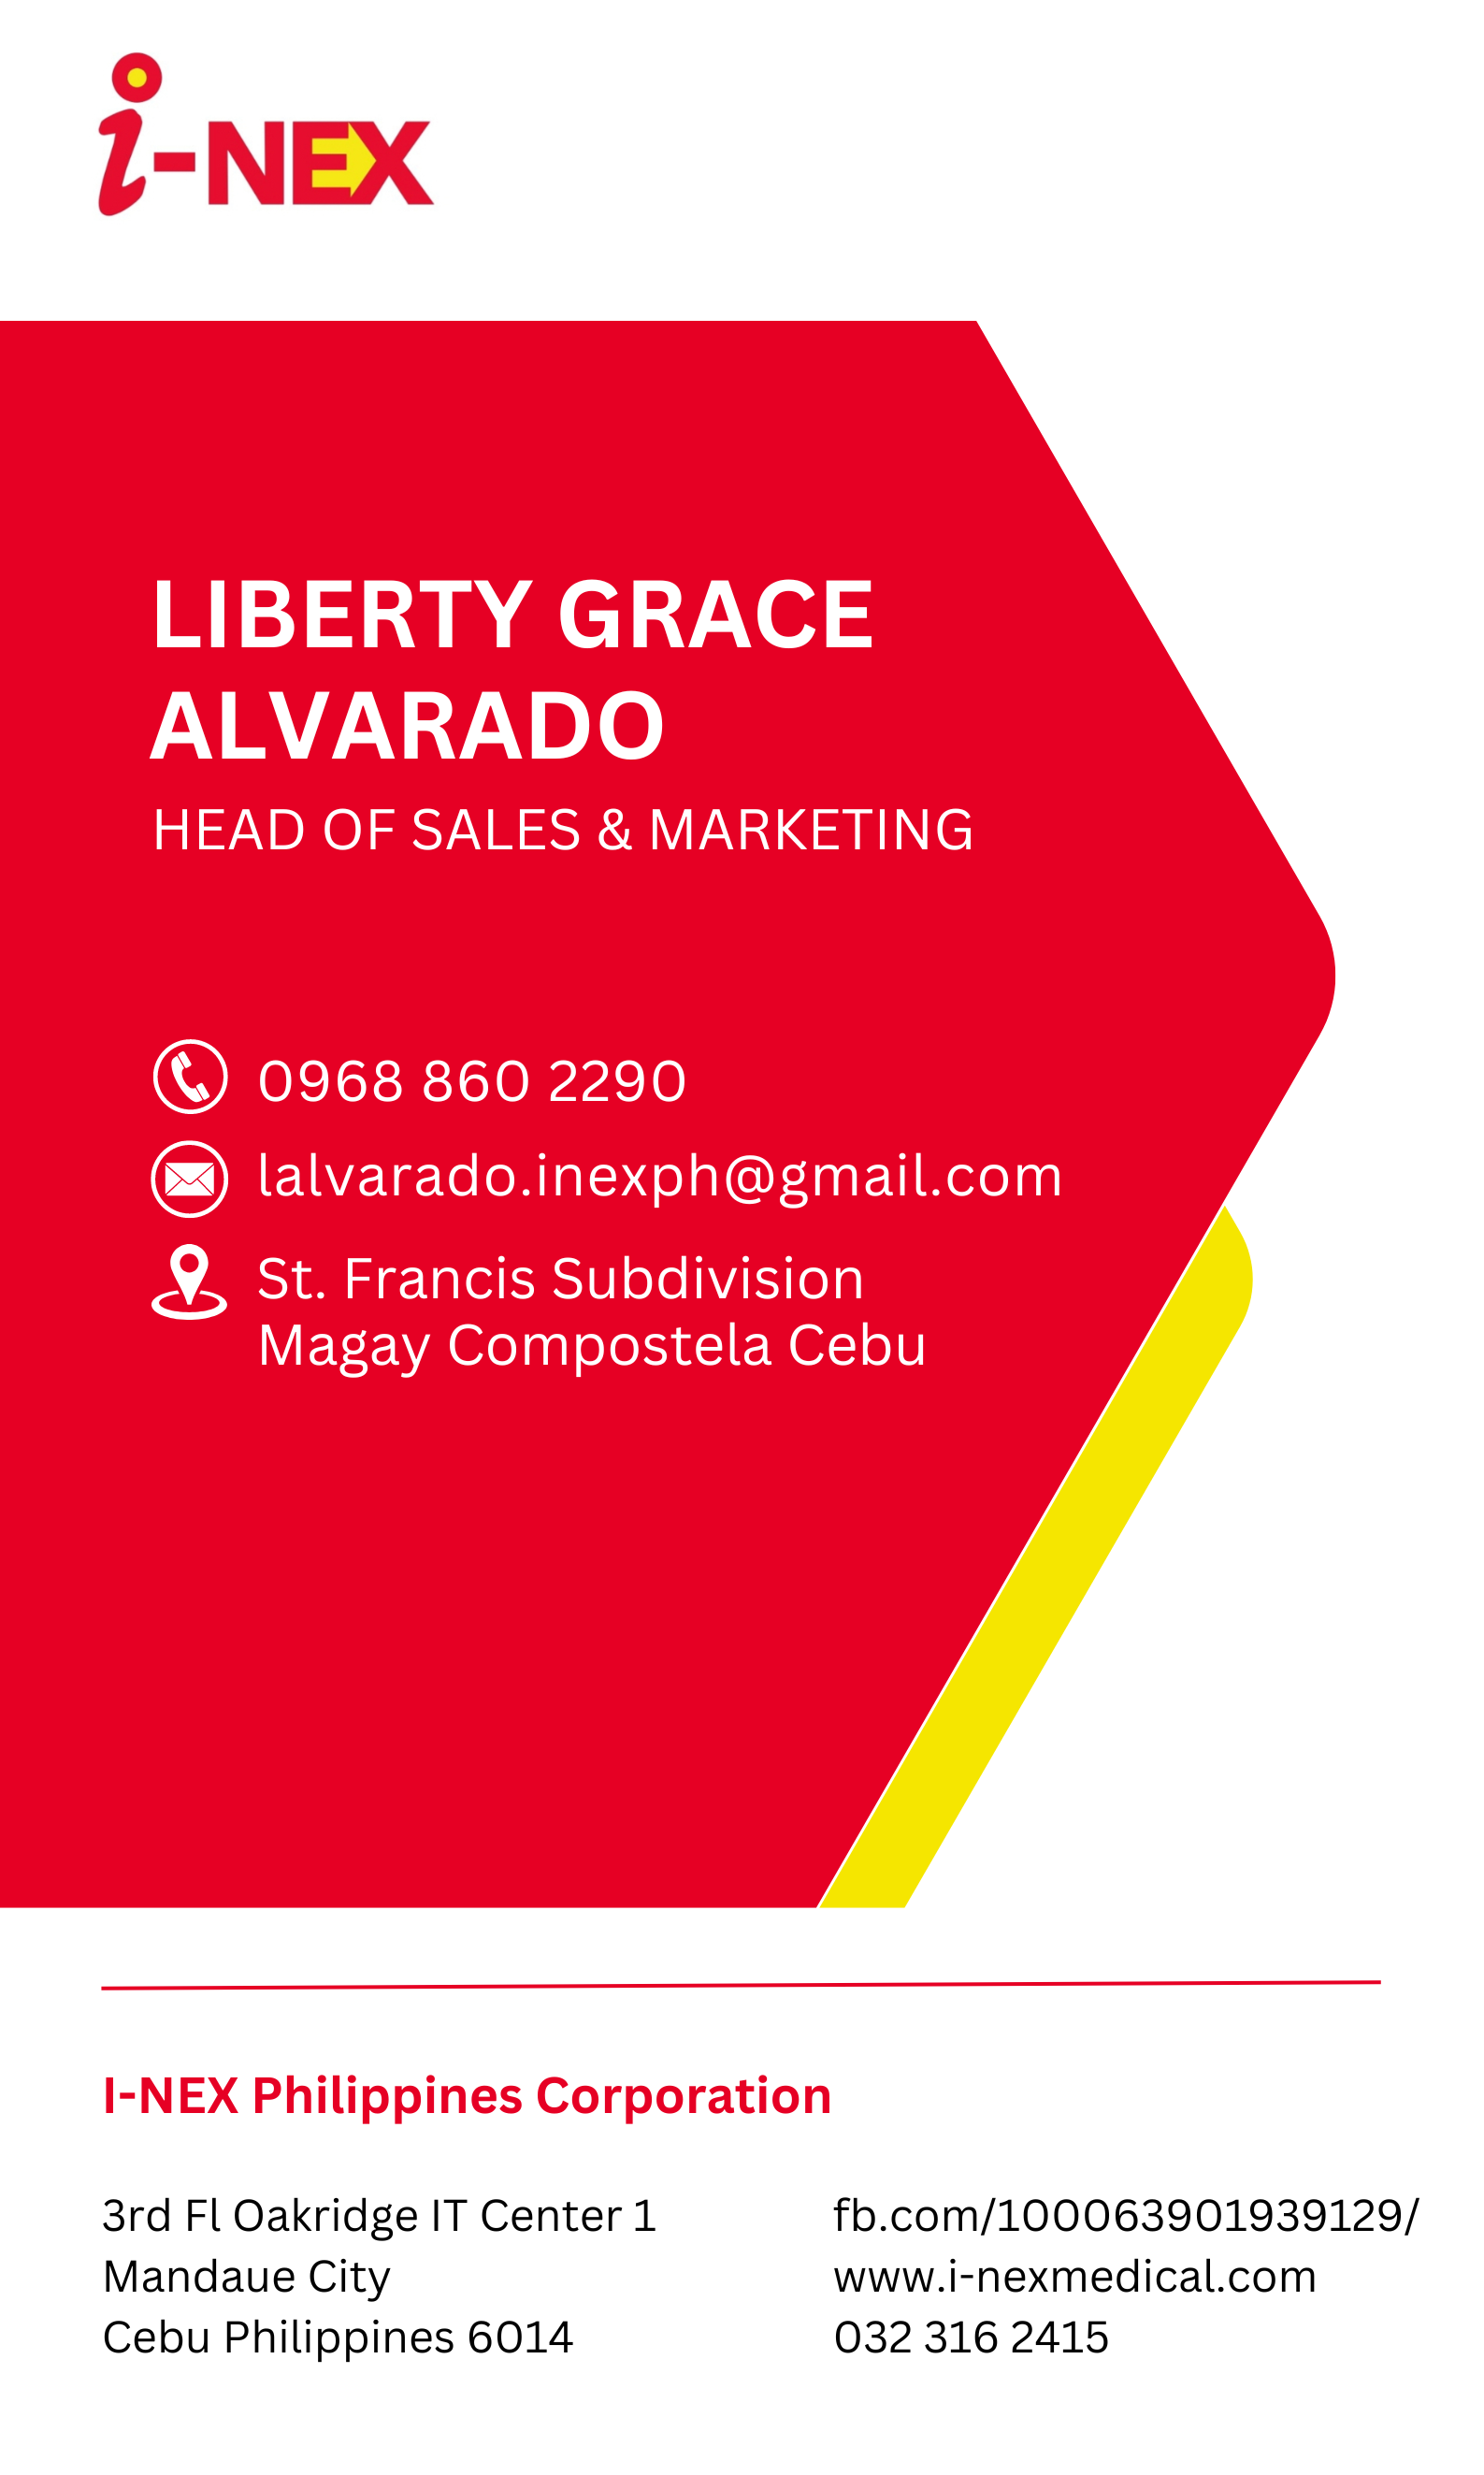 i-NEX
LIBERTY GRACE
ALVARADO
HEAD OF SALES & MARKETING
0968 860 2290
lalvarado.inexph@gmail.com
St. Francis Subdivision
Magay Compostela Cebu
I-NEX Philippines Corporation
3rd Fl Oakridge IT Center 1
Mandaue City
Cebu Philippines 6014
fb.com/100063901939129/
www.i-nexmedical.com
032 316 2415